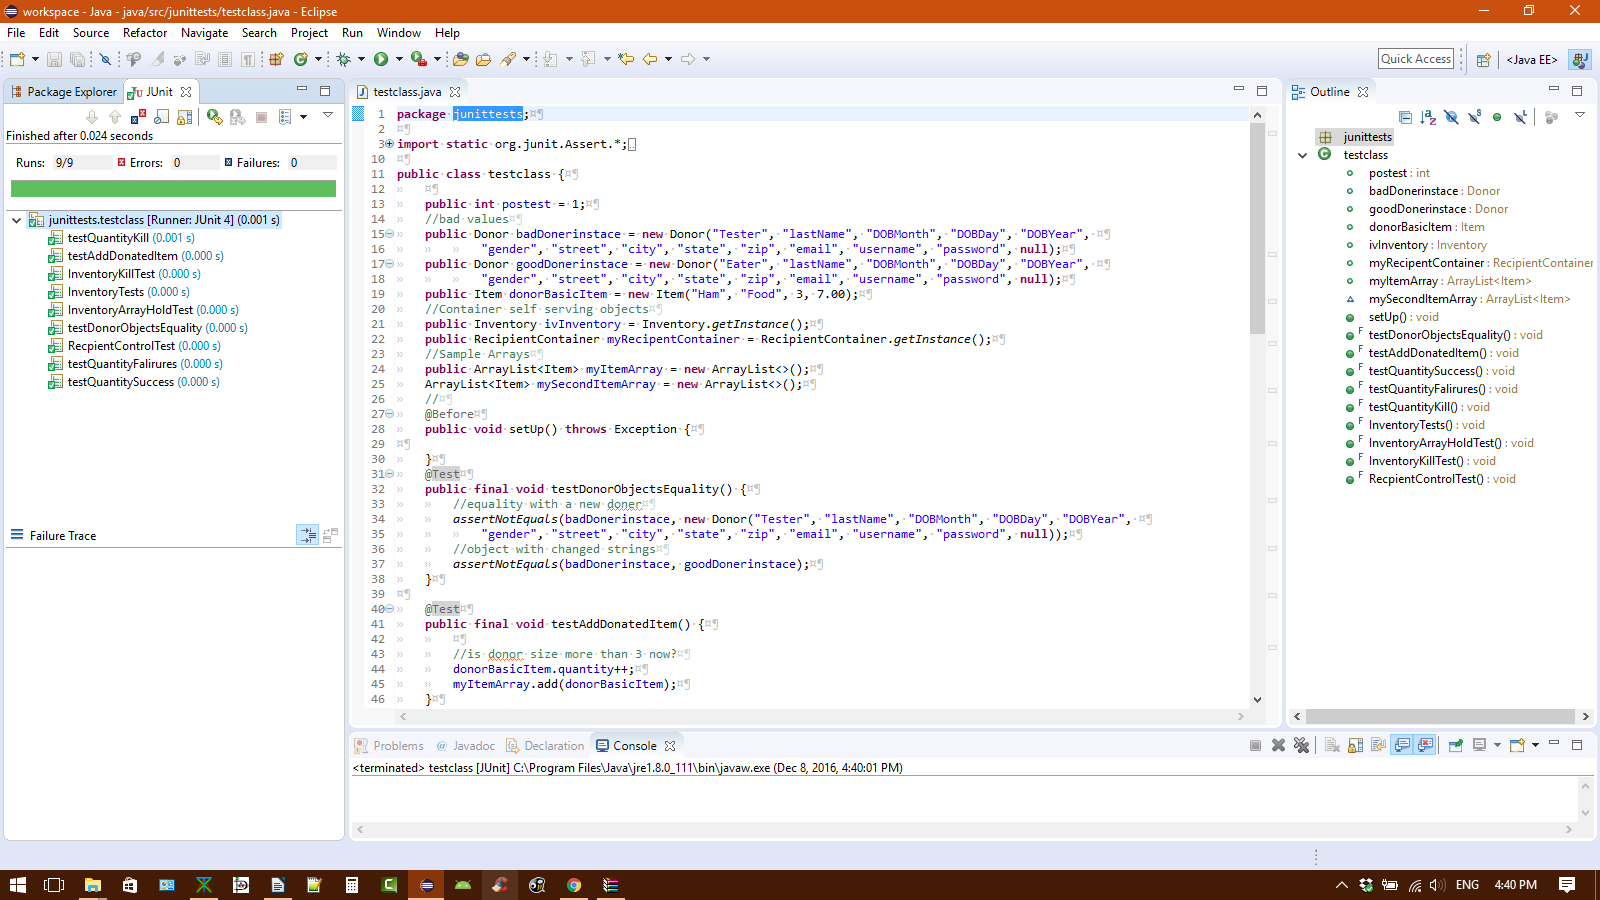 workspace - Java - java/src/junittests/testclass.java - Eclipse
File Edit Source Refactor Navigate Search Project Run Window Help
Quick Access <Java EE>
Package Explorer JUnit
Finished after 0.024 seconds
Runs: 9/9 Errors: 0 Failures: 0
junittests.testclass [Runner: JUnit 4] (0.001 s)
testQuantityKill (0.001 s)
testAddDonatedItem (0.000 s)
InventoryKillTest (0.000 s)
InventoryTests (0.000 s)
InventoryArrayHoldTest (0.000 s)
testDonorObjectsEquality (0.000 s)
RecpientControlTest (0.000 s)
testQuantityFalirures (0.000 s)
testQuantitySuccess (0.000 s)
Failure Trace
testclass.java
1 package junittests;
2
3 import static org.junit.Assert.*;
10
11 public class testclass {
12
13 public int postest = 1;
14 //bad values
15 public Donor badDonerinstace = new Donor("Tester", "lastName", "DOBMonth", "DOBDay", "DOBYear",
16 "gender", "street", "city", "state", "zip", "email", "username", "password", null);
17 public Donor goodDonerinstace = new Donor("Eater", "lastName", "DOBMonth", "DOBDay", "DOBYear",
18 "gender", "street", "city", "state", "zip", "email", "username", "password", null);
19 public Item donorBasicItem = new Item("Ham", "Food", 3, 7.00);
20 //Container self serving objects
21 public Inventory ivInventory = Inventory.getInstance();
22 public RecipientContainer myRecipentContainer = RecipientContainer.getInstance();
23 //Sample Arrays
24 public ArrayList<Item> myItemArray = new ArrayList<>();
25 ArrayList<Item> mySecondItemArray = new ArrayList<>();
26 //
27 @Before
28 public void setUp() throws Exception {
29
30 }
31 @Test
32 public final void testDonorObjectsEquality() {
33 //equality with a new doner
34 assertNotEquals(badDonerinstace, new Donor("Tester", "lastName", "DOBMonth", "DOBDay", "DOBYear",
35 "gender", "street", "city", "state", "zip", "email", "username", "password", null));
36 //object with changed strings
37 assertNotEquals(badDonerinstace, goodDonerinstace);
38 }
39
40 @Test
41 public final void testAddDonatedItem() {
42
43 //is donor size more than 3 now?
44 donorBasicItem.quantity++;
45 myItemArray.add(donorBasicItem);
46 }
Outline
junittests
testclass
postest : int
badDonerinstace : Donor
goodDonerinstace : Donor
donorBasicItem : Item
ivInventory : Inventory
myRecipentContainer : RecipientContainer
myItemArray : ArrayList<Item>
mySecondItemArray : ArrayList<Item>
setUp() : void
testDonorObjectsEquality() : void
testAddDonatedItem() : void
testQuantitySuccess() : void
testQuantityFalirures() : void
testQuantityKill() : void
InventoryTests() : void
InventoryArrayHoldTest() : void
InventoryKillTest() : void
RecpientControlTest() : void
Problems Javadoc Declaration Console
<terminated> testclass [JUnit] C:\Program Files\Java\jre1.8.0_111\bin\javaw.exe (Dec 8, 2016, 4:40:01 PM)
ENG 4:40 PM